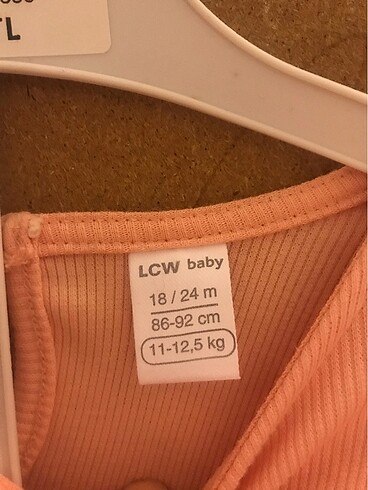 TL
LCW baby
18 / 24 m
86-92 cm
11-12,5 kg